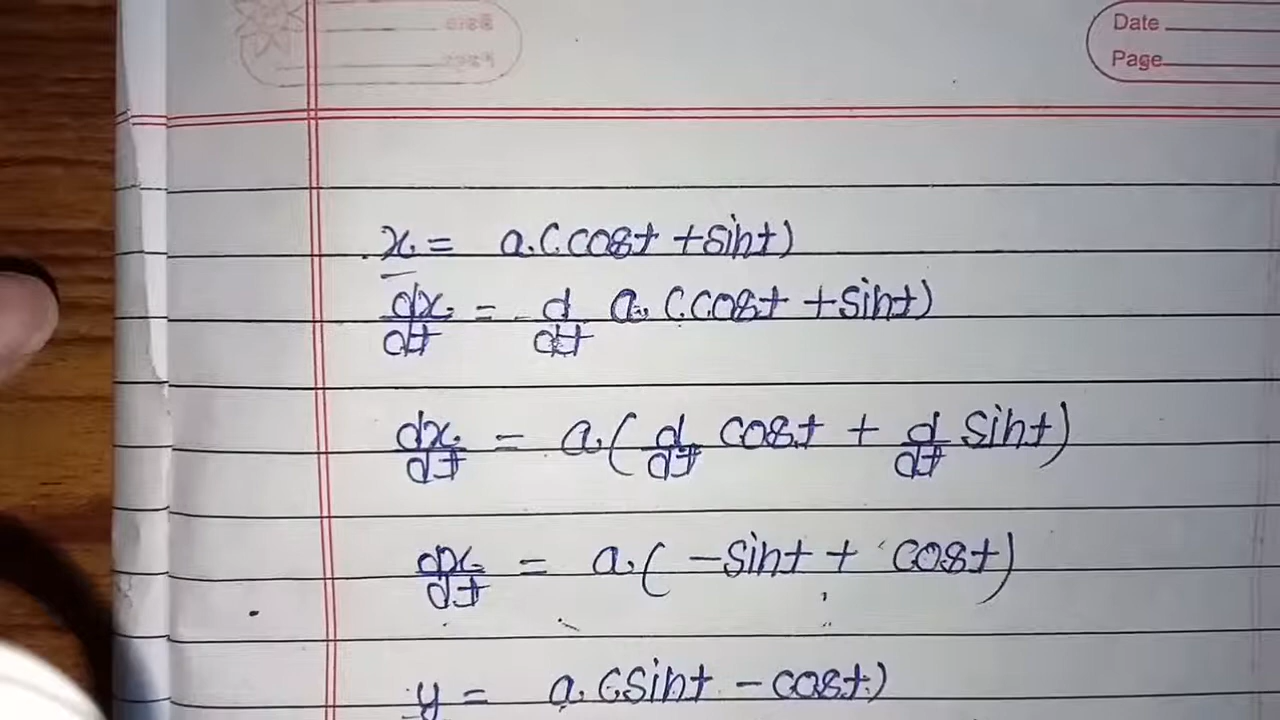 Date
Page
x = a(cost + sint)
dx/dt = d/dt a(cost + sint)
dx/dt = a(d/dt cost + d/dt sint)
dx/dt = a(-sint + cost)
y = a(sint - cost)